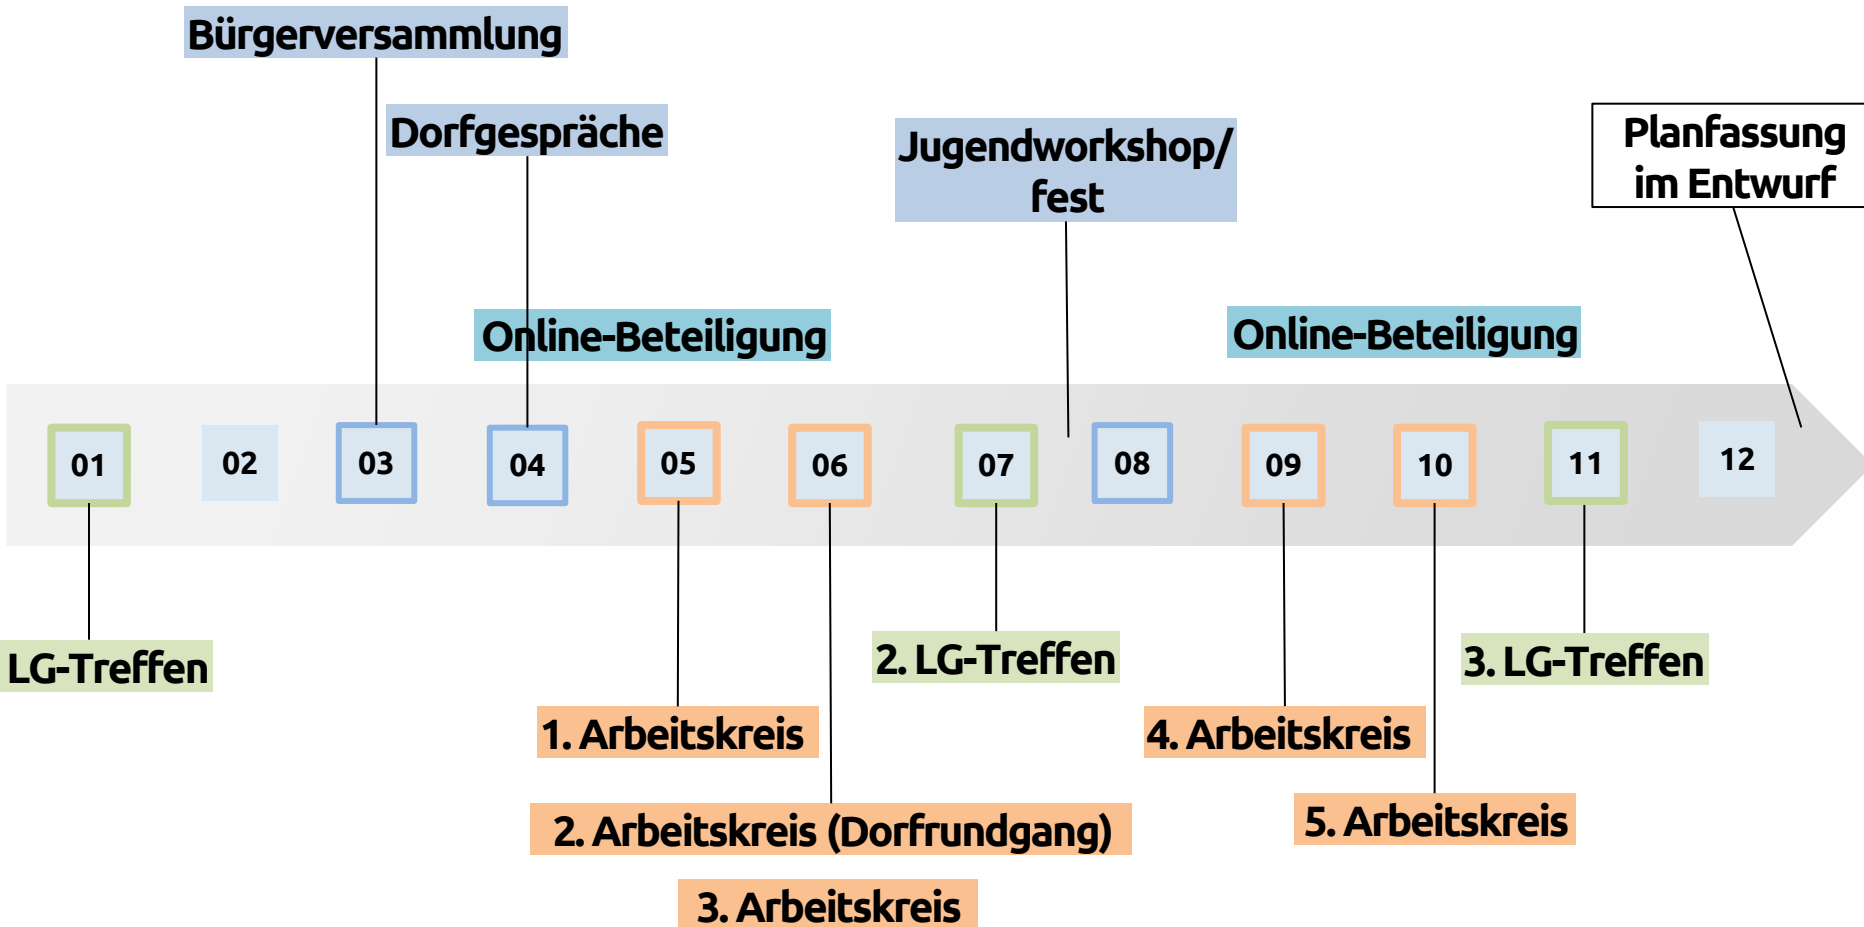 Bürgerversammlung
Dorfgespräche
Jugendworkshop/
fest
Planfassung
im Entwurf
Online-Beteiligung
Online-Beteiligung
01
02
03
04
05
06
07
08
09
10
11
12
LG-Treffen
2. LG-Treffen
3. LG-Treffen
1. Arbeitskreis
4. Arbeitskreis
2. Arbeitskreis (Dorfrundgang)
5. Arbeitskreis
3. Arbeitskreis